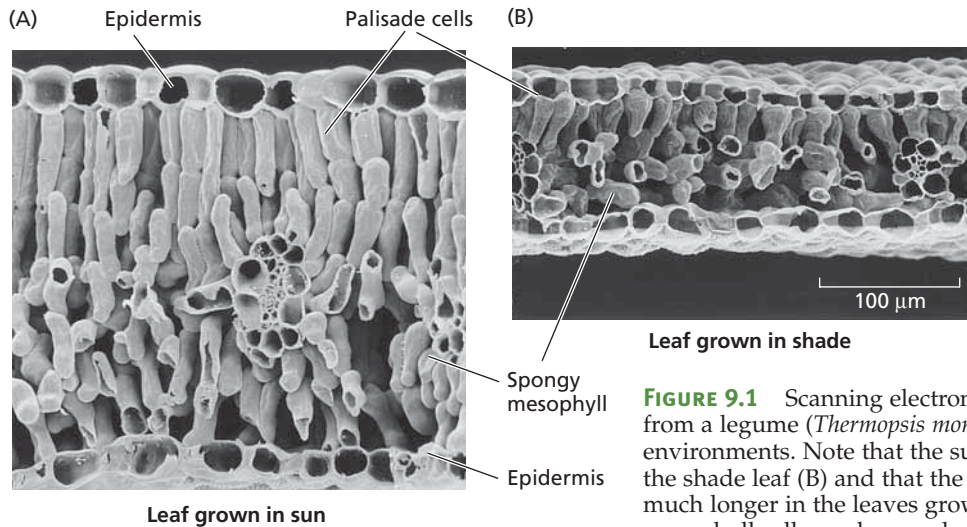 (A)
Epidermis
Palisade cells
(B)
100 μm
Leaf grown in shade
Spongy
mesophyll
Epidermis
Leaf grown in sun
FIGURE 9.1 Scanning electron
from a legume (Thermopsis mon
environments. Note that the su
the shade leaf (B) and that the
much longer in the leaves grow